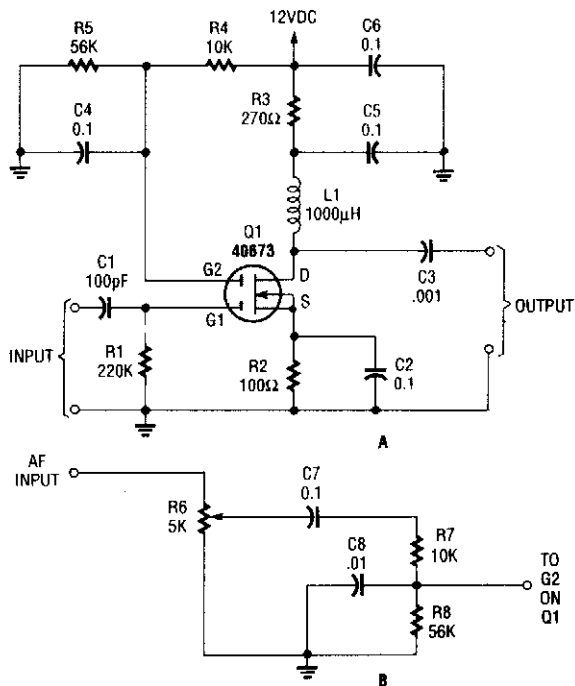 12VDC
R5
56K
R4
10K
C6
0.1
R3
270Ω
C4
0.1
C5
0.1
L1
1000µH
Q1
40673
C1
100pF
G2
D
S
G1
C3
.001
OUTPUT
INPUT
R1
220K
R2
100Ω
C2
0.1
A
AF
INPUT
C7
0.1
R6
5K
R7
10K
C8
.01
R8
56K
TO
G2
ON
Q1
B